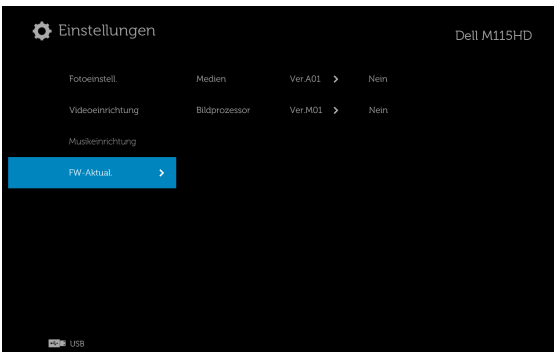 Einstellungen
Dell M115HD
Fotoeinstell. Medien Ver.A01 > Nein
Videoeinrichtung Bildprozessor Ver.M01 > Nein
Musikeinrichtung
FW-Aktual. >
USB